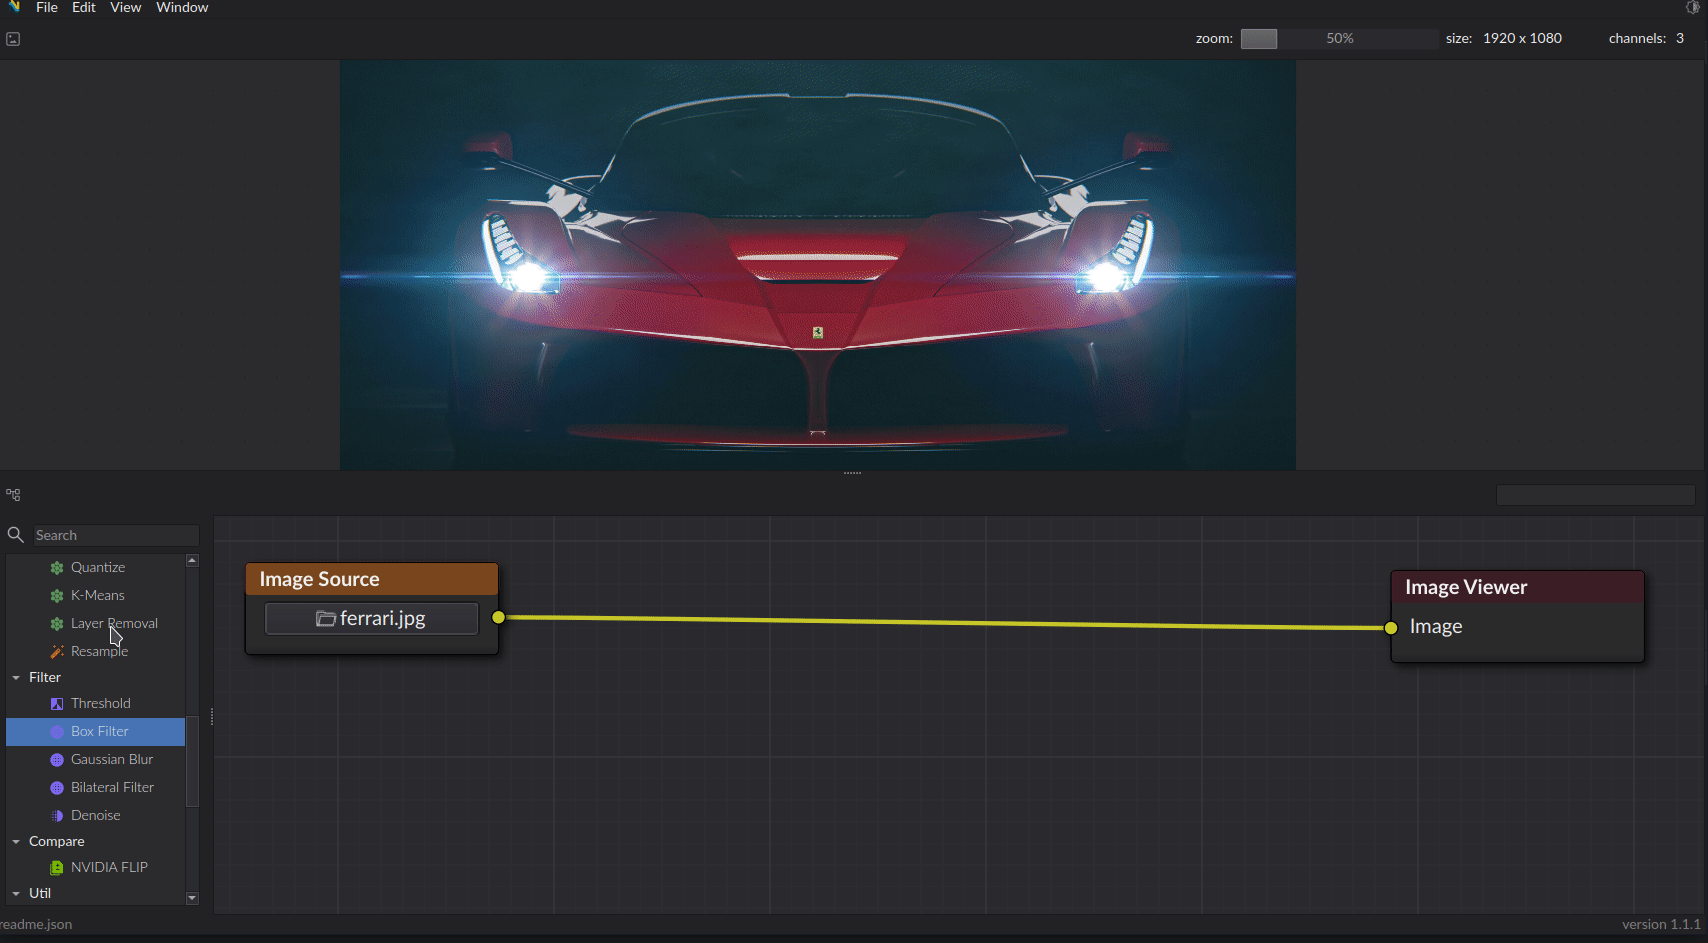 File Edit View Window
zoom: 50% size: 1920 x 1080 channels: 3
Search
Quantize
K-Means
Layer Removal
Resample
Filter
Threshold
Box Filter
Gaussian Blur
Bilateral Filter
Denoise
Compare
NVIDIA FLIP
Util
Image Source
ferrari.jpg
Image Viewer
Image
readme.json
version 1.1.1